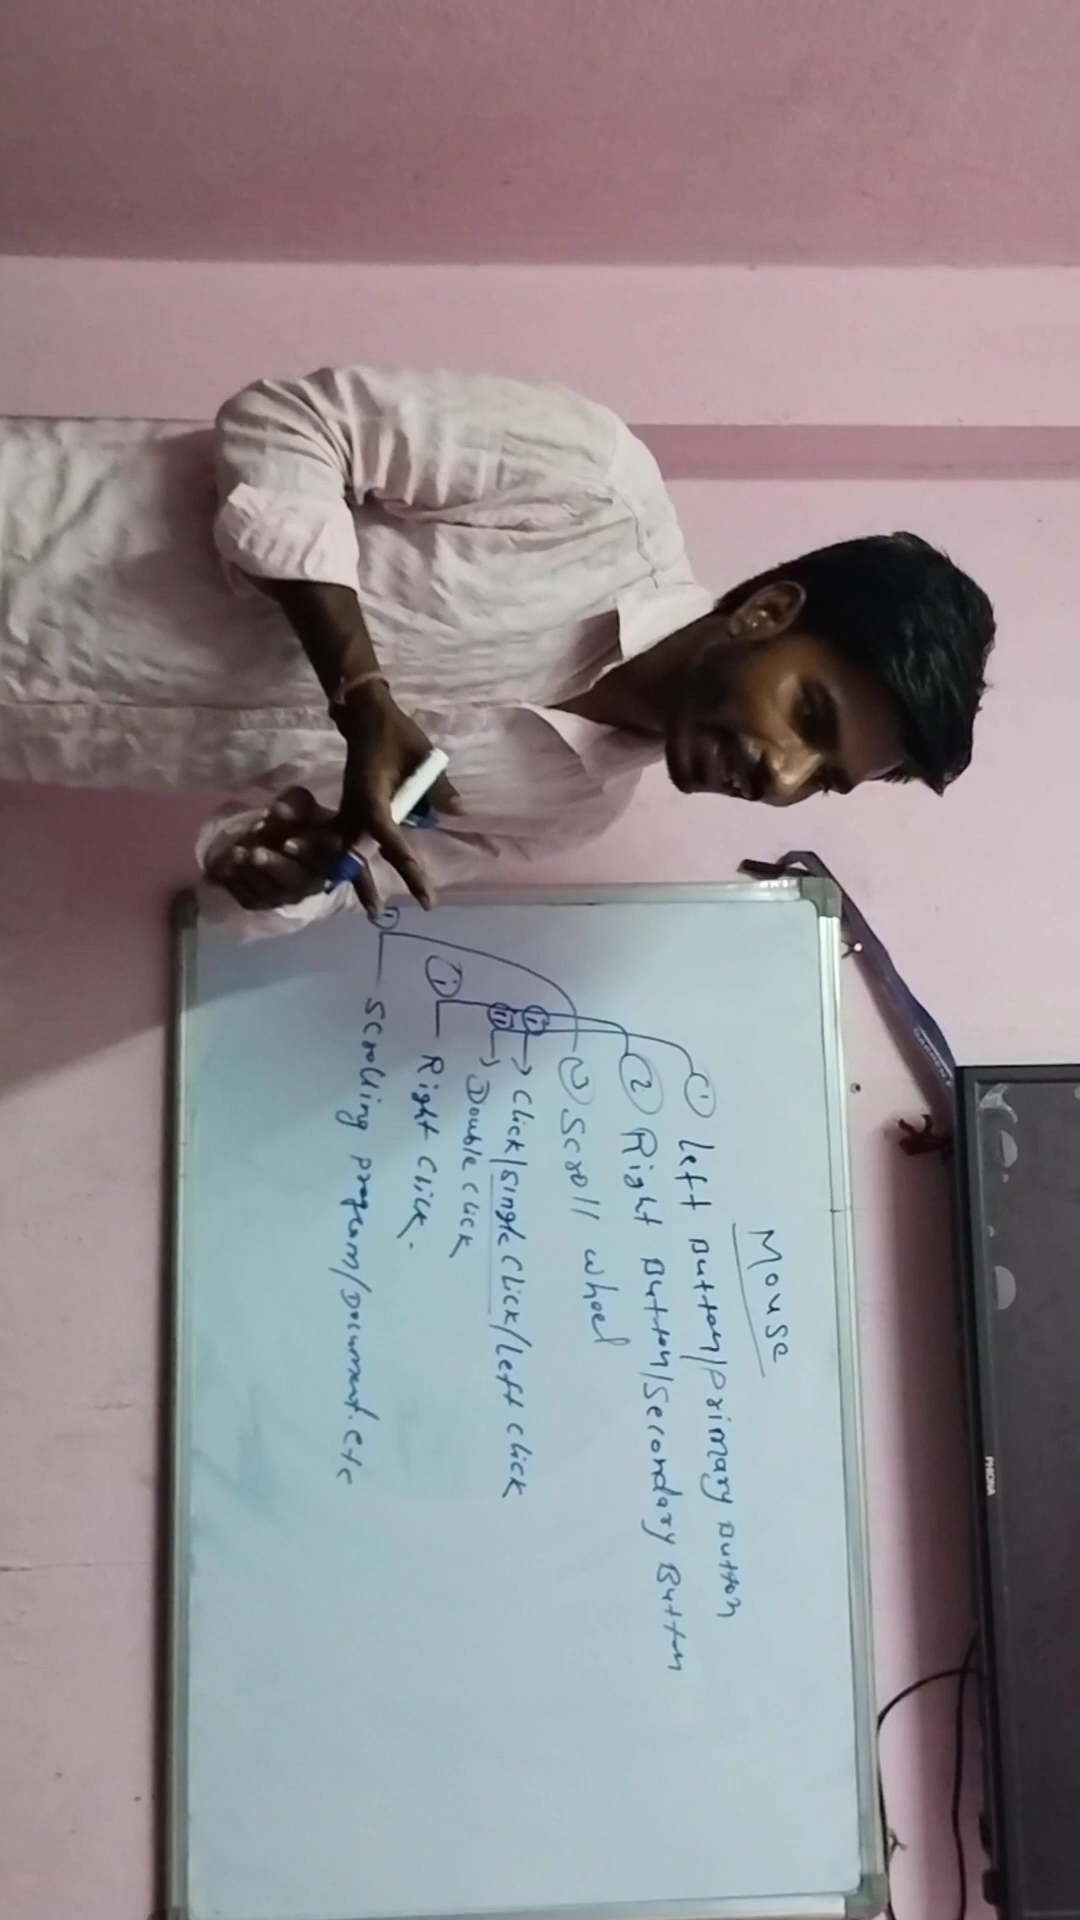 Mouse
① Left Button/Primary Button
② Right Button/Secondary Button
③ Scroll wheel
i → Click/single click/Left click
ii → Double click
i Right click.
i Scrolling program/Document.etc